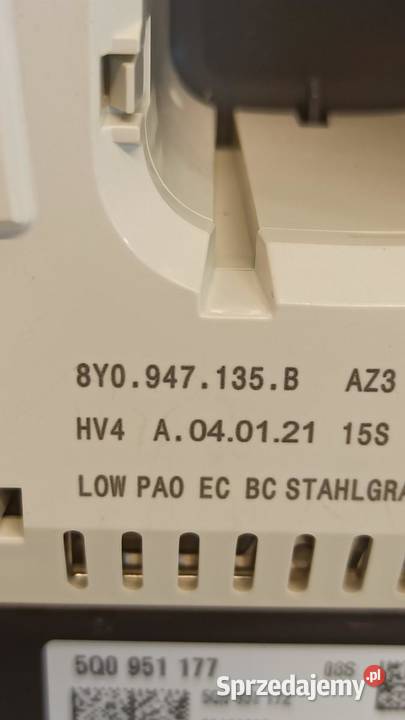 8Y0.947.135.B AZ3
HV4 A.04.01.21 15S
LOW PAO EC BC STAHLGRA
5Q0 951 177
Sprzedajemy.pl